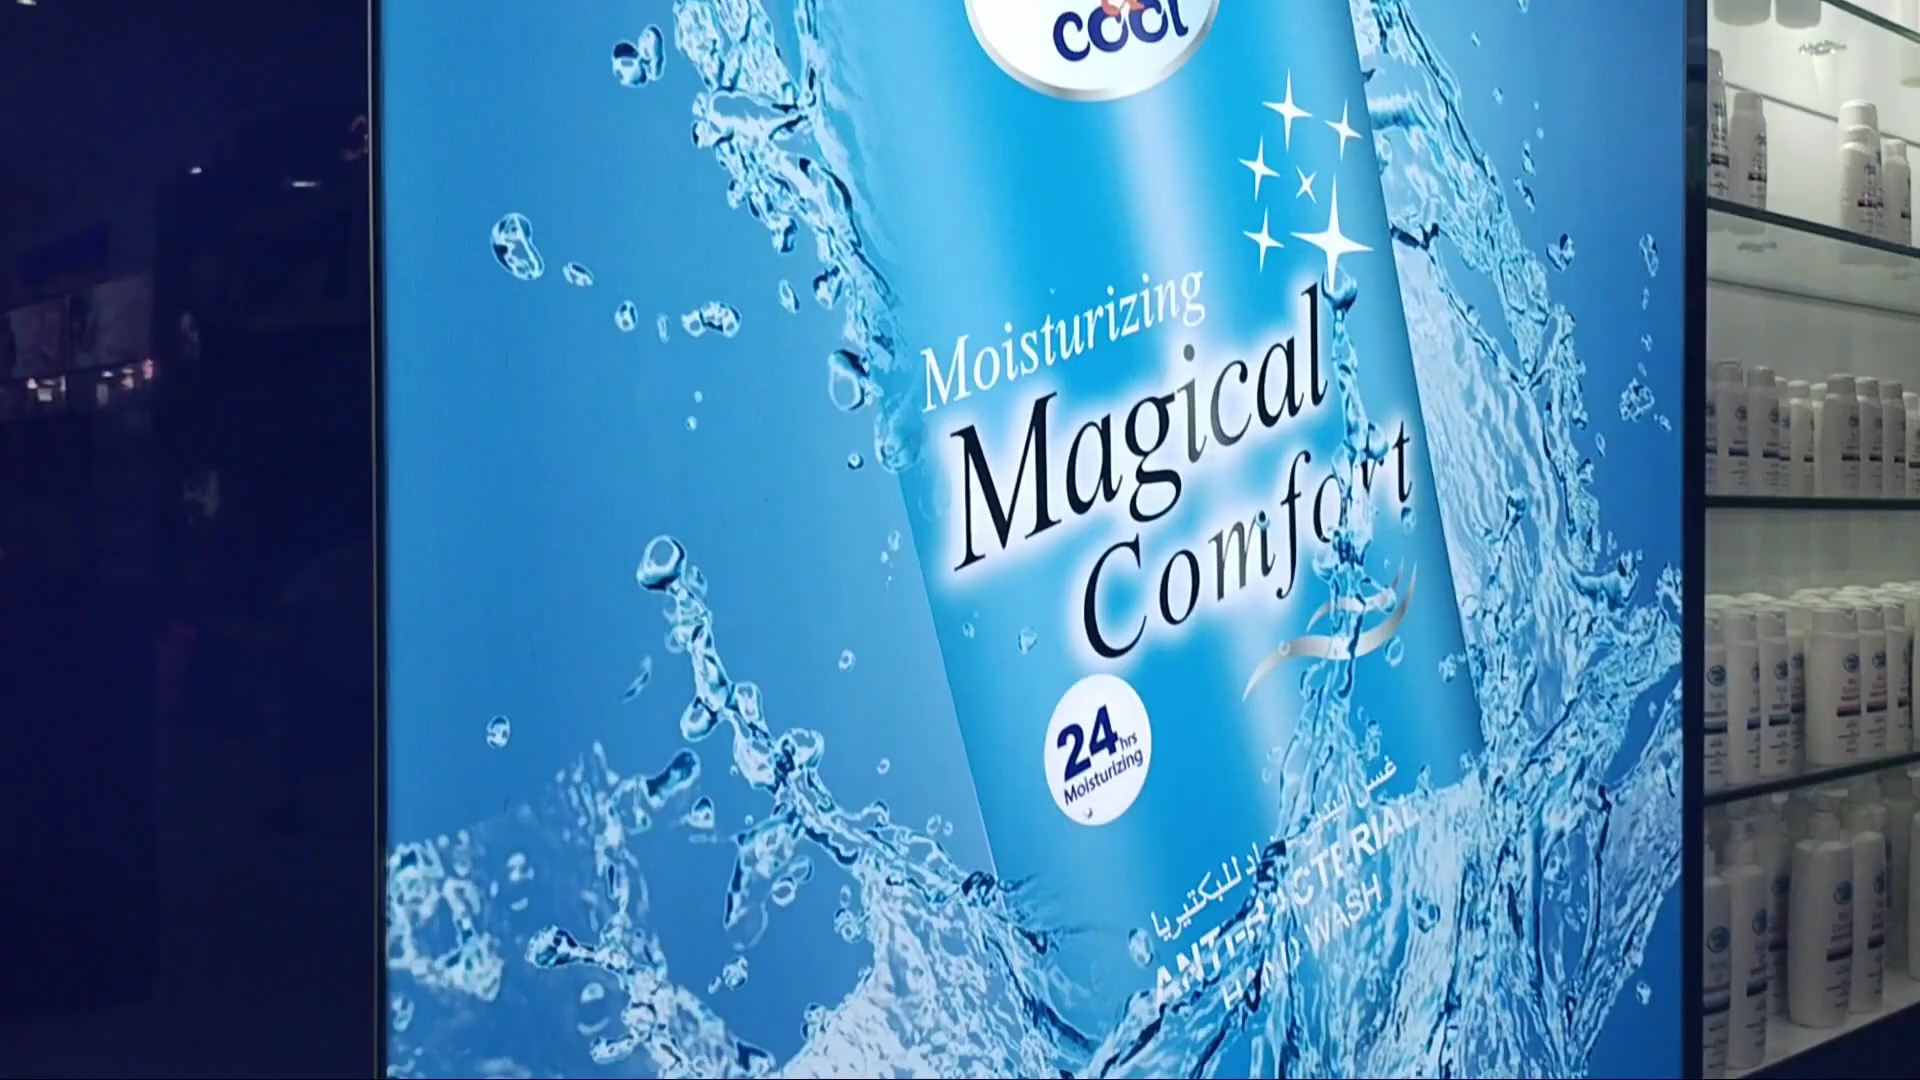 & cool
Moisturizing
Magical
Comfort
24hrs
Moisturizing
للبكتيريا
ANTI-BACTERIAL
HAND WASH